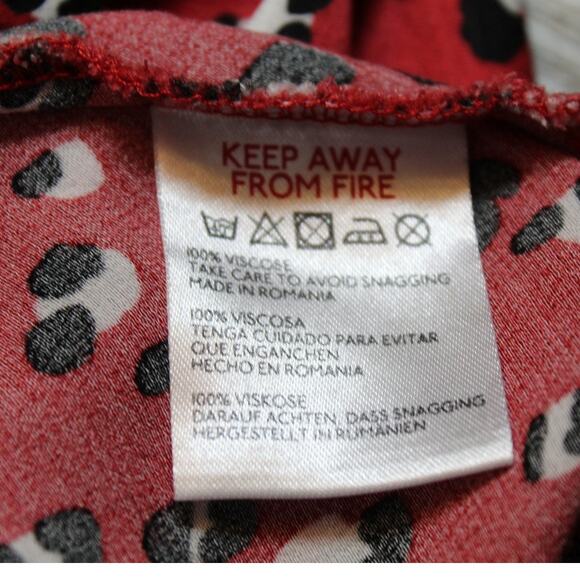 KEEP AWAY
FROM FIRE
100% VISCOSE
TAKE CARE TO AVOID SNAGGING
MADE IN ROMANIA
100% VISCOSA
TENGA CUIDADO PARA EVITAR
QUE ENGANCHEN
HECHO EN ROMANIA
100% VISKOSE
DARAUF ACHTEN, DASS SNAGGING
HERGESTELLT IN RUMÄNIEN